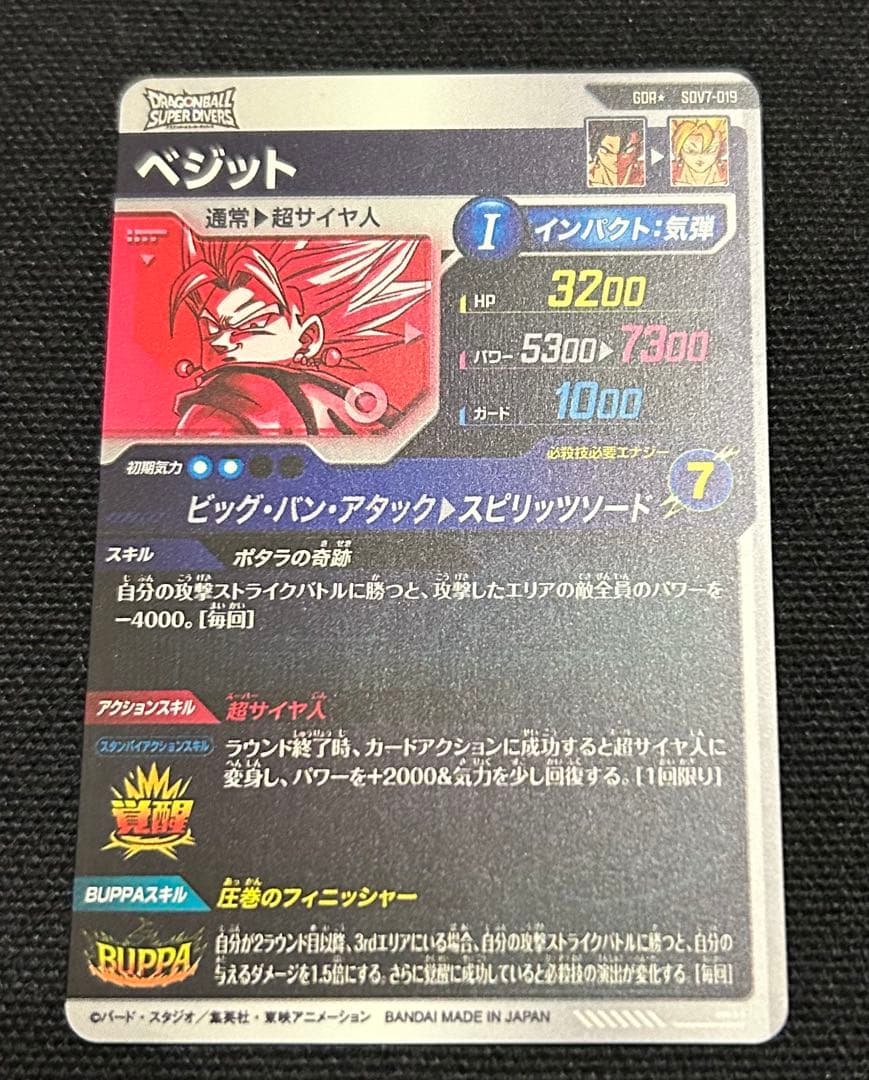 DRAGONBALL
SUPER DIVERS
GDR★ SDV7-019
ベジット
通常▶超サイヤ人
I インパクト:気弾
HP 3200
パワー 5300▶7300
ガード 1000
初期気力
必殺技必要エナジー
7
ビッグ・バン・アタック▶スピリッツソード
スキル ポタラの奇跡
自分の攻撃ストライクバトルに勝つと、攻撃したエリアの敵全員のパワーを
−4000。[毎回]
アクションスキル 超サイヤ人
スタンバイアクションスキル
ラウンド終了時、カードアクションに成功すると超サイヤ人に
変身し、パワーを+2000&気力を少し回復する。[1回限り]
覚醒
BUPPAスキル 圧巻のフィニッシャー
BUPPA
自分が2ラウンド目以降、3rdエリアにいる場合、自分の攻撃ストライクバトルに勝つと、自分の
与えるダメージを1.5倍にする。さらに覚醒に成功していると必殺技の演出が変化する。[毎回]
©バード・スタジオ/集英社・東映アニメーション BANDAI MADE IN JAPAN